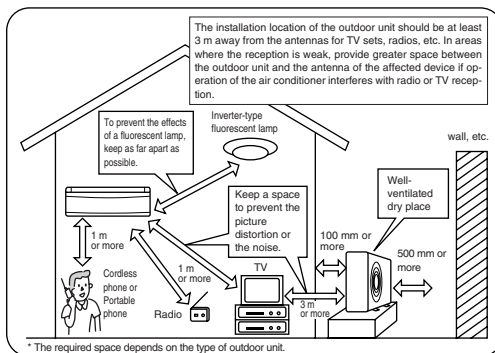 The installation location of the outdoor unit should be at least
3 m away from the antennas for TV sets, radios, etc. In areas
where the reception is weak, provide greater space between
the outdoor unit and the antenna of the affected device if op-
eration of the air conditioner interferes with radio or TV recep-
tion.
To prevent the effects
of a fluorescent lamp,
keep as far apart as
possible.
Inverter-type
fluorescent lamp
wall, etc.
Keep a space
to prevent the
picture
distortion or
the noise.
Well-
ventilated
dry place
1 m
or more
100 mm or
more
500 mm or
more
1 m
or more
Cordless
phone or
Portable
phone
TV
Radio
3 m
or more
* The required space depends on the type of outdoor unit.